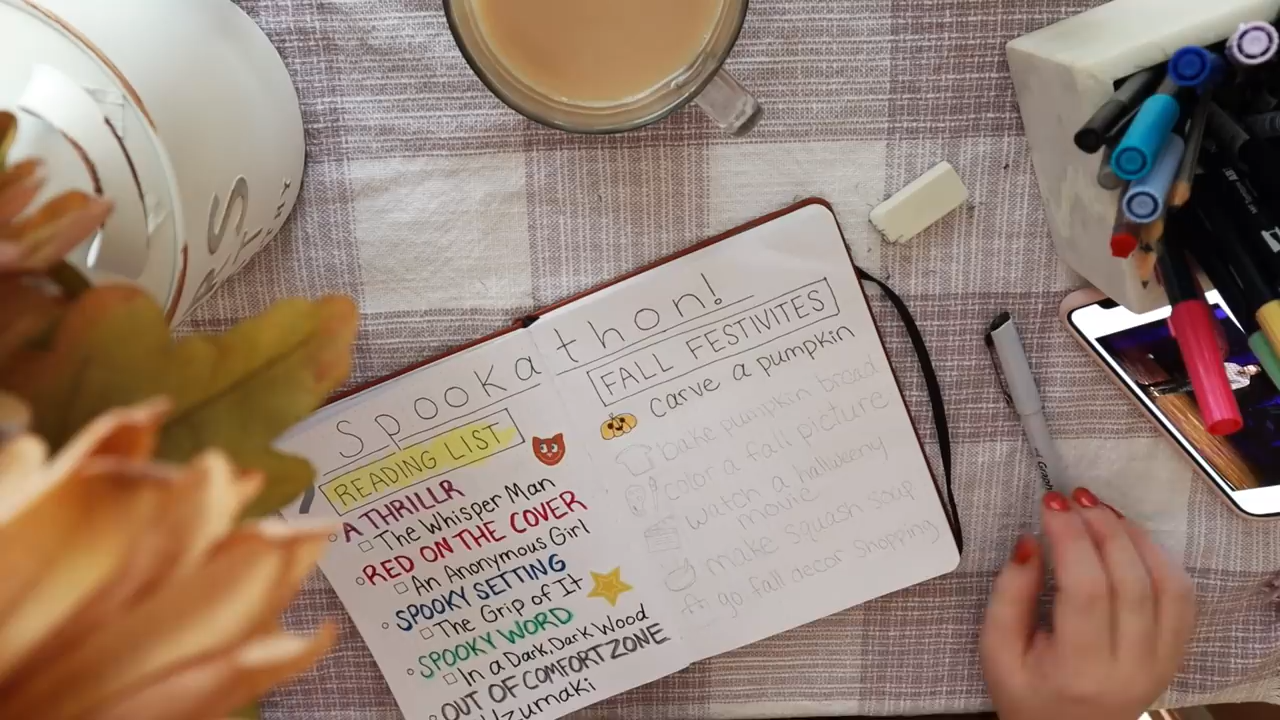 Spooka thon!
READING LIST
A THRILLR
The Whisper Man
RED ON THE COVER
An Anonymous Girl
SPOOKY SETTING
The Grip of It
SPOOKY WORD
In a Dark, Dark Wood
OUT OF COMFORT ZONE
Uzumaki
FALL FESTIVITES
carve a pumpkin
bake pumpkin bread
color a fall picture
watch a halloweeny
movie
make squash soup
go fall decor shopping